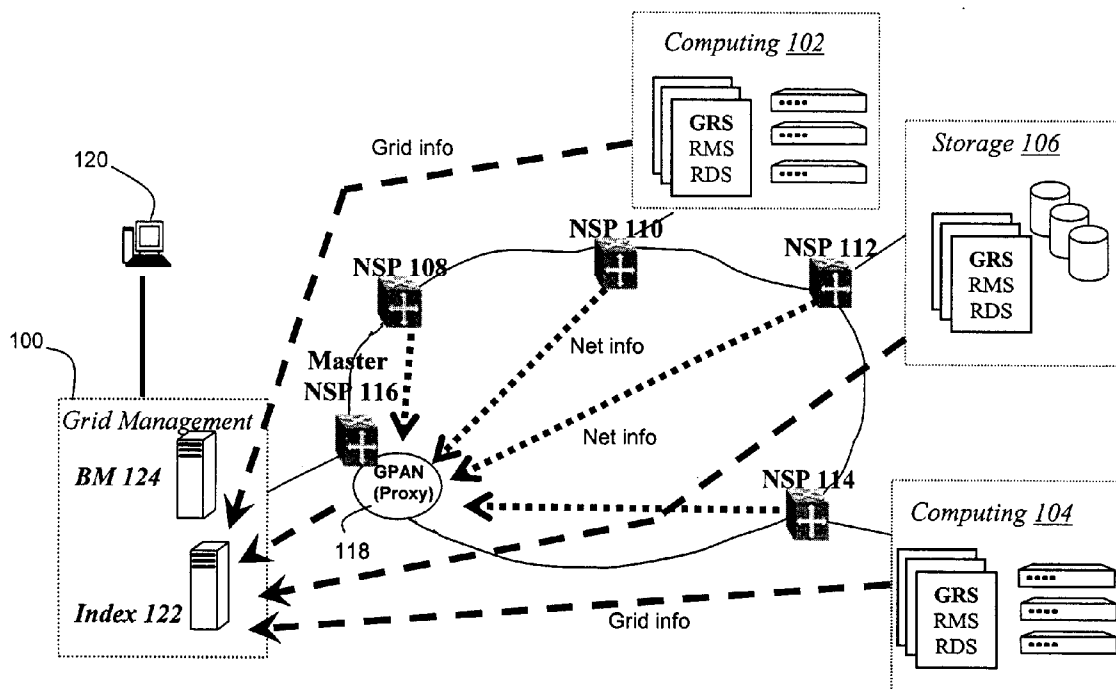 Computing 102
GRS
RMS
RDS
Grid info
120
Storage 106
GRS
RMS
RDS
NSP 110
NSP 112
NSP 108
100
Master
NSP 116
Net info
Grid Management
BM 124
GPAN
(Proxy)
Net info
NSP 114
118
Computing 104
GRS
RMS
RDS
Index 122
Grid info